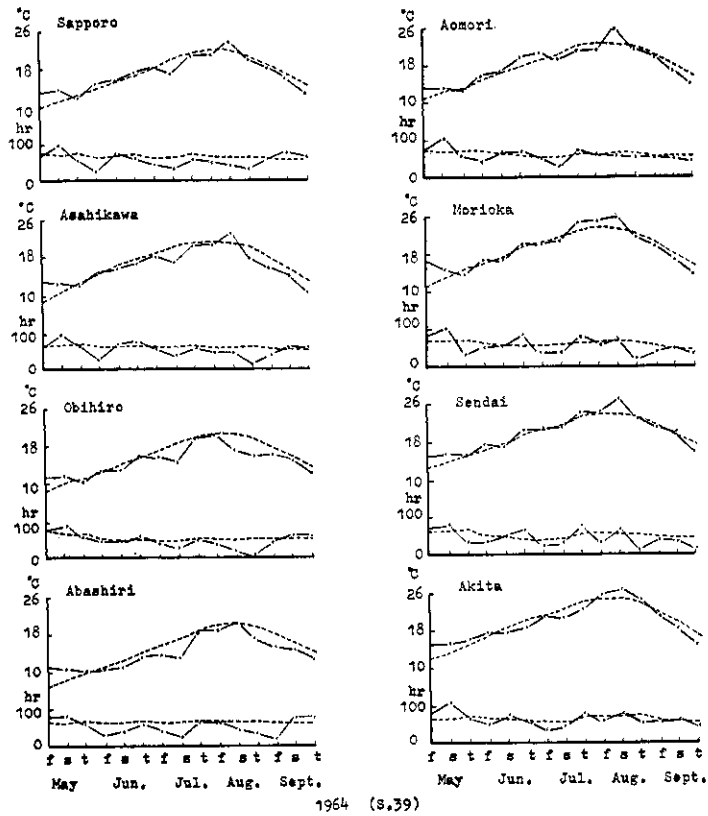 °C
26
Sapporo
18
10
hr
100
0
°C
26
Asahikawa
18
10
hr
100
0
°C
26
Obihiro
18
10
hr
100
0
°C
26
Abashiri
18
10
hr
100
0
f s t f s t f s t f s t f s t
May Jun. Jul. Aug. Sept.
°C
26
Aomori
18
10
hr
100
0
°C
26
Morioka
18
10
hr
100
0
°C
26
Sendai
18
10
hr
100
0
°C
26
Akita
18
10
hr
100
0
f s t f s t f s t f s t f s t
May Jun. Jul. Aug. Sept.
1964 (S.39)